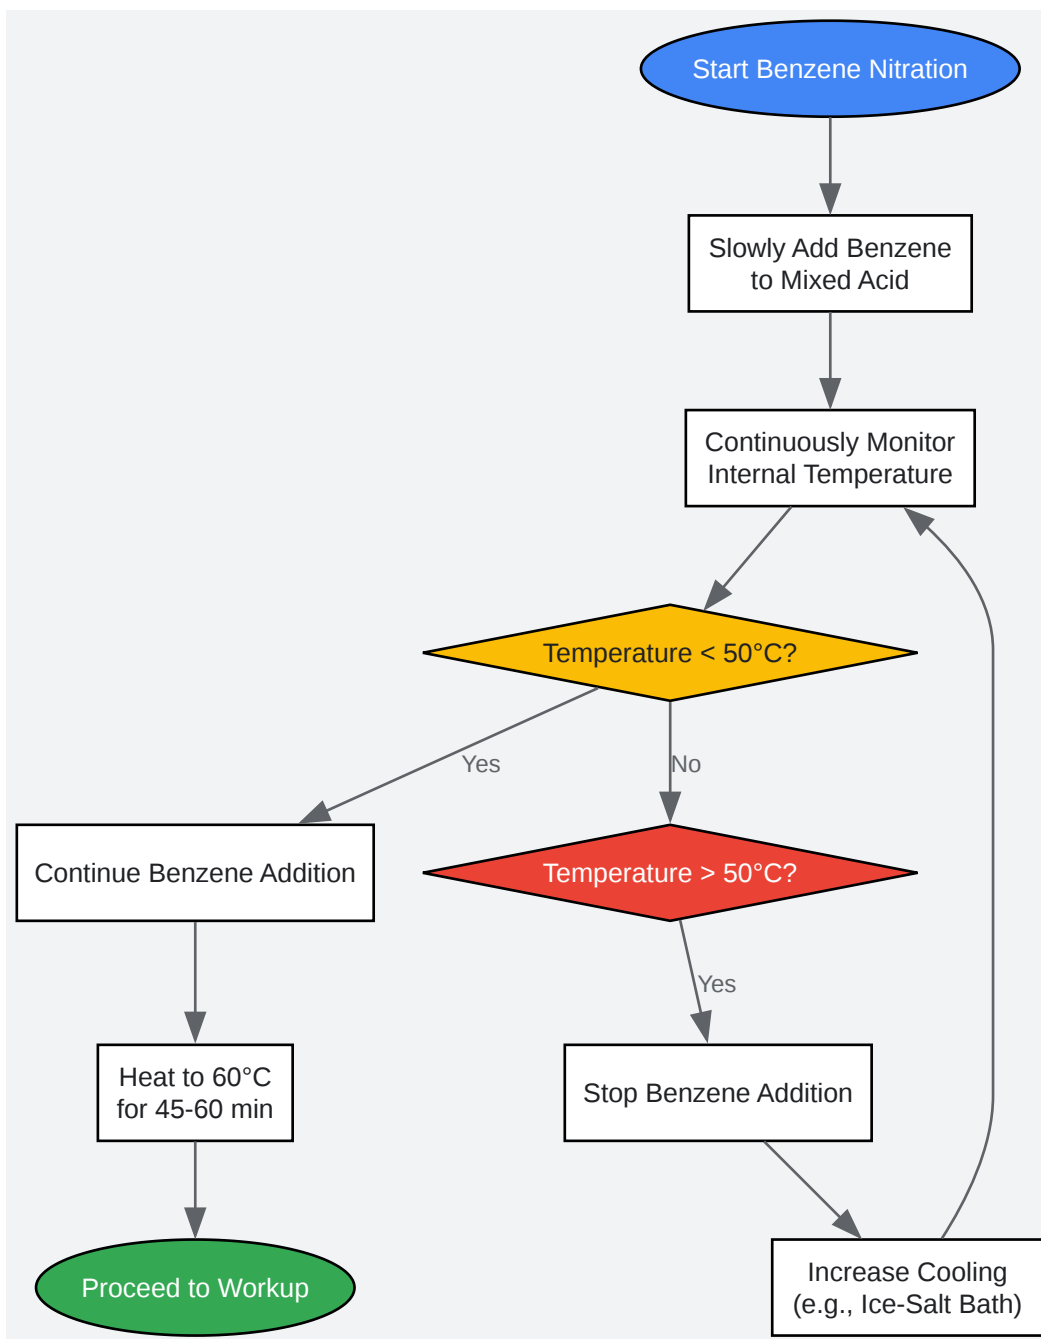 Start Benzene Nitration
Slowly Add Benzene
to Mixed Acid
Continuously Monitor
Internal Temperature
Temperature < 50°C?
Yes
No
Continue Benzene Addition
Temperature > 50°C?
Yes
Heat to 60°C
for 45-60 min
Stop Benzene Addition
Proceed to Workup
Increase Cooling
(e.g., Ice-Salt Bath)